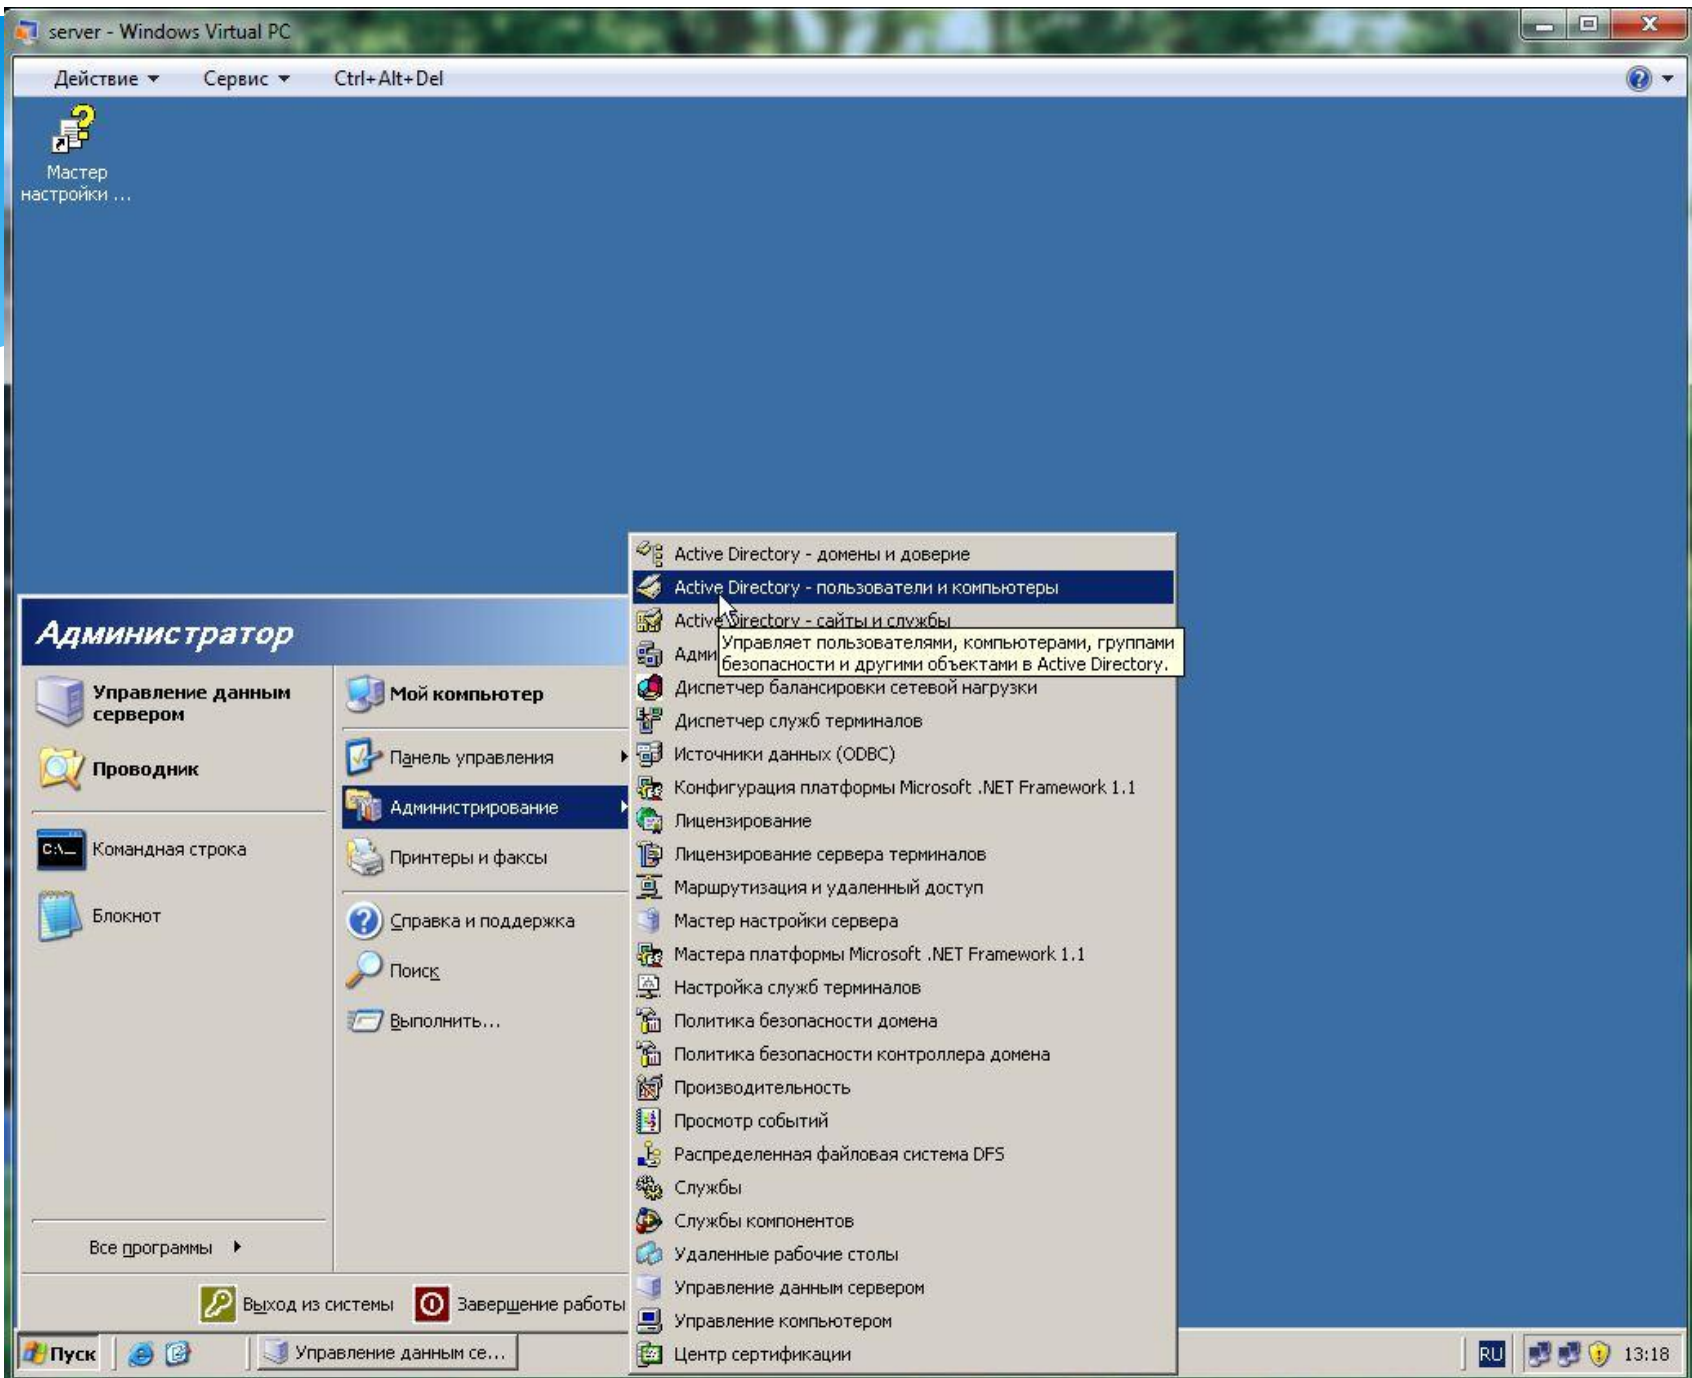 server - Windows Virtual PC
Действие Сервис Ctrl+Alt+Del
Мастер
настройки ...
Администратор
Управление данным
сервером
Проводник
Командная строка
Блокнот
Все программы
Мой компьютер
Панель управления
Администрирование
Принтеры и факсы
Справка и поддержка
Поиск
Выполнить...
Выход из системы Завершение работы
Active Directory - домены и доверие
Active Directory - пользователи и компьютеры
Active Directory - сайты и службы
Управляет пользователями, компьютерами, группами
безопасности и другими объектами в Active Directory.
Диспетчер балансировки сетевой нагрузки
Диспетчер служб терминалов
Источники данных (ODBC)
Конфигурация платформы Microsoft .NET Framework 1.1
Лицензирование
Лицензирование сервера терминалов
Маршрутизация и удаленный доступ
Мастер настройки сервера
Мастера платформы Microsoft .NET Framework 1.1
Настройка служб терминалов
Политика безопасности домена
Политика безопасности контроллера домена
Производительность
Просмотр событий
Распределенная файловая система DFS
Службы
Службы компонентов
Удаленные рабочие столы
Управление данным сервером
Управление компьютером
Центр сертификации
Пуск
Управление данным се...
RU
13:18